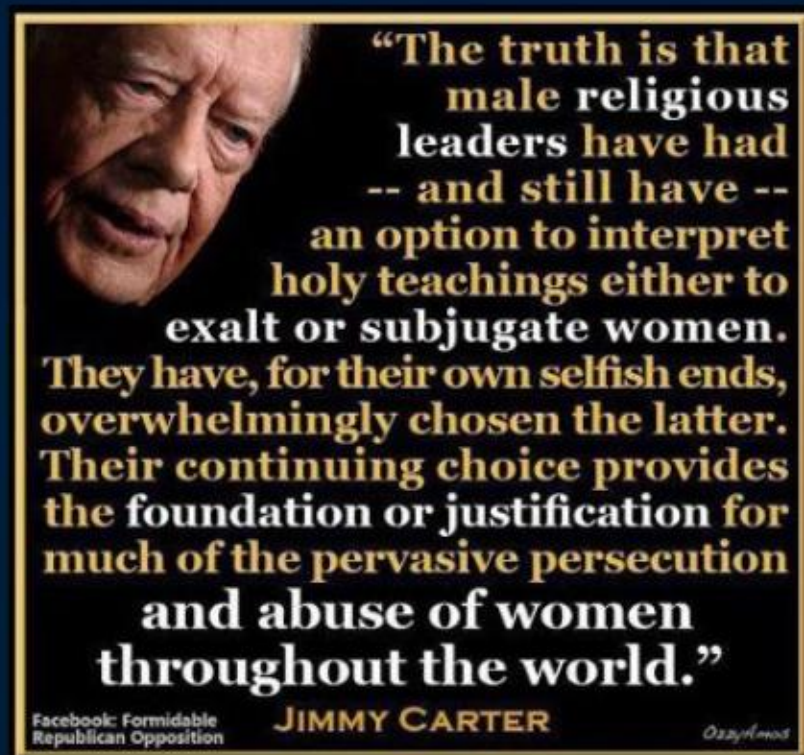 “The truth is that
male religious
leaders have had
-- and still have --
an option to interpret
holy teachings either to
exalt or subjugate women.
They have, for their own selfish ends,
overwhelmingly chosen the latter.
Their continuing choice provides
the foundation or justification for
much of the pervasive persecution
and abuse of women
throughout the world.”
JIMMY CARTER
Facebook: Formidable
Republican Opposition
OzzyAmos